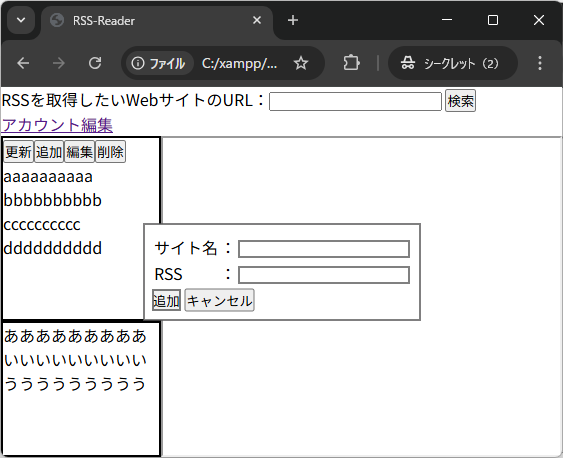 RSS-Reader
ファイル C:/xampp/... シークレット（2）
RSSを取得したいWebサイトのURL： 検索
アカウント編集
更新 追加 編集 削除
aaaaaaaaaa
bbbbbbbbbb
cccccccccc
dddddddddd
サイト名：
RSS ：
追加 キャンセル
あああああああああ
いいいいいいいいい
ううううううううう